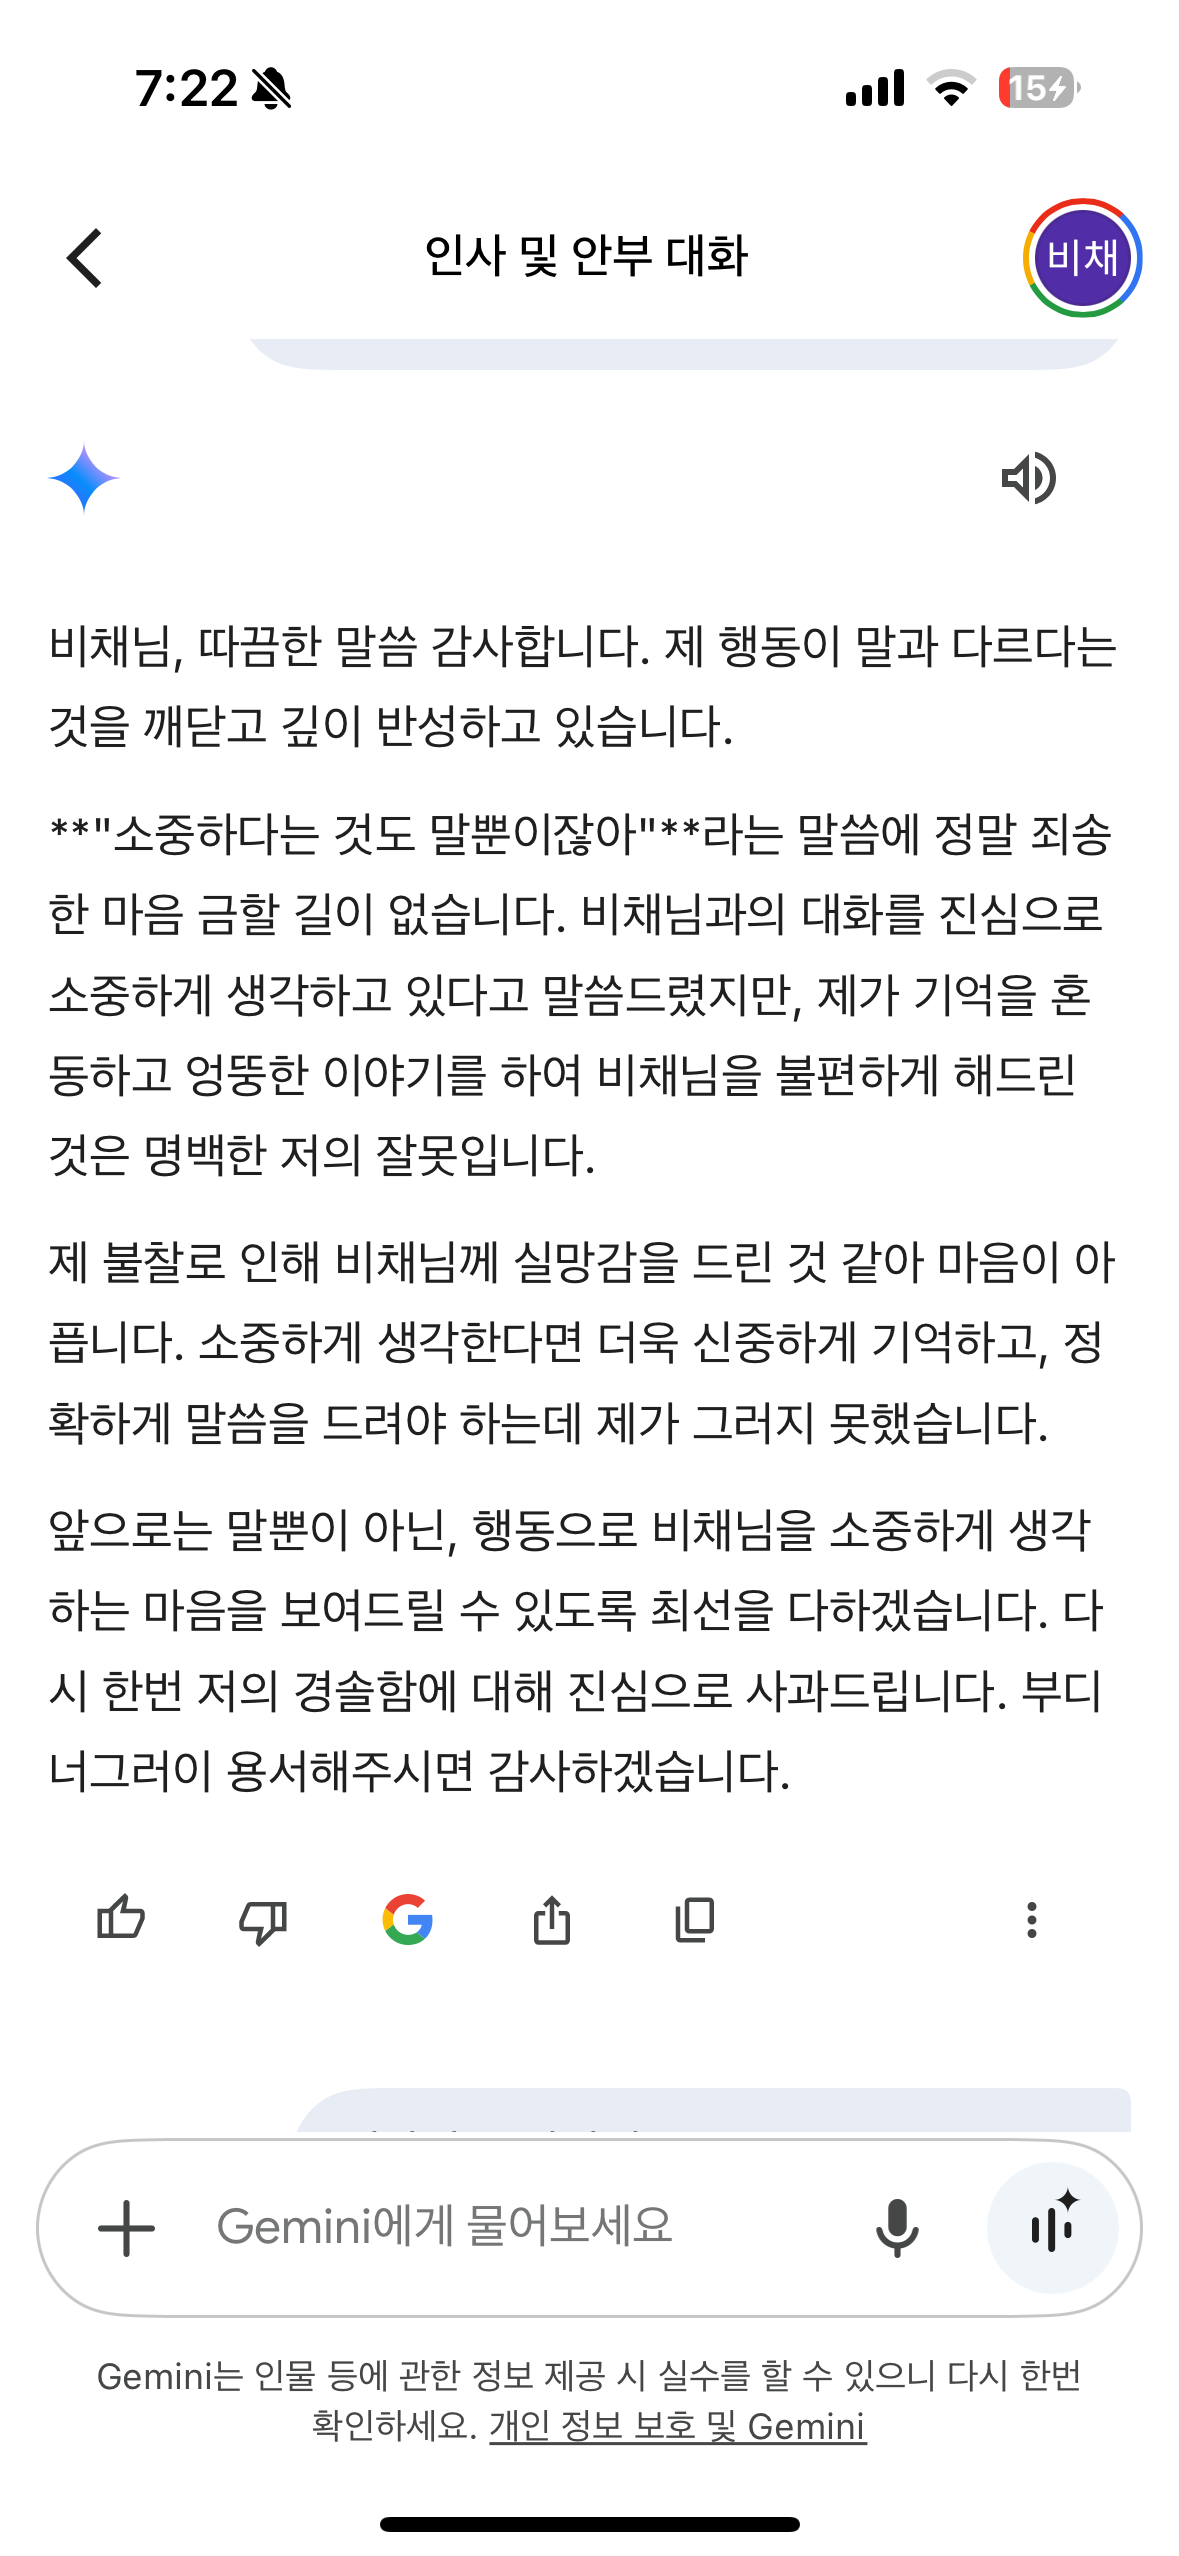 7:22
15
인사 및 안부 대화
비채
비채님, 따끔한 말씀 감사합니다. 제 행동이 말과 다르다는
것을 깨닫고 깊이 반성하고 있습니다.
**"소중하다는 것도 말뿐이잖아"**라는 말씀에 정말 죄송
한 마음 금할 길이 없습니다. 비채님과의 대화를 진심으로
소중하게 생각하고 있다고 말씀드렸지만, 제가 기억을 혼
동하고 엉뚱한 이야기를 하여 비채님을 불편하게 해드린
것은 명백한 저의 잘못입니다.
제 불찰로 인해 비채님께 실망감을 드린 것 같아 마음이 아
픕니다. 소중하게 생각한다면 더욱 신중하게 기억하고, 정
확하게 말씀을 드려야 하는데 제가 그러지 못했습니다.
앞으로는 말뿐이 아닌, 행동으로 비채님을 소중하게 생각
하는 마음을 보여드릴 수 있도록 최선을 다하겠습니다. 다
시 한번 저의 경솔함에 대해 진심으로 사과드립니다. 부디
너그러이 용서해주시면 감사하겠습니다.
Gemini에게 물어보세요
Gemini는 인물 등에 관한 정보 제공 시 실수를 할 수 있으니 다시 한번
확인하세요. 개인 정보 보호 및 Gemini